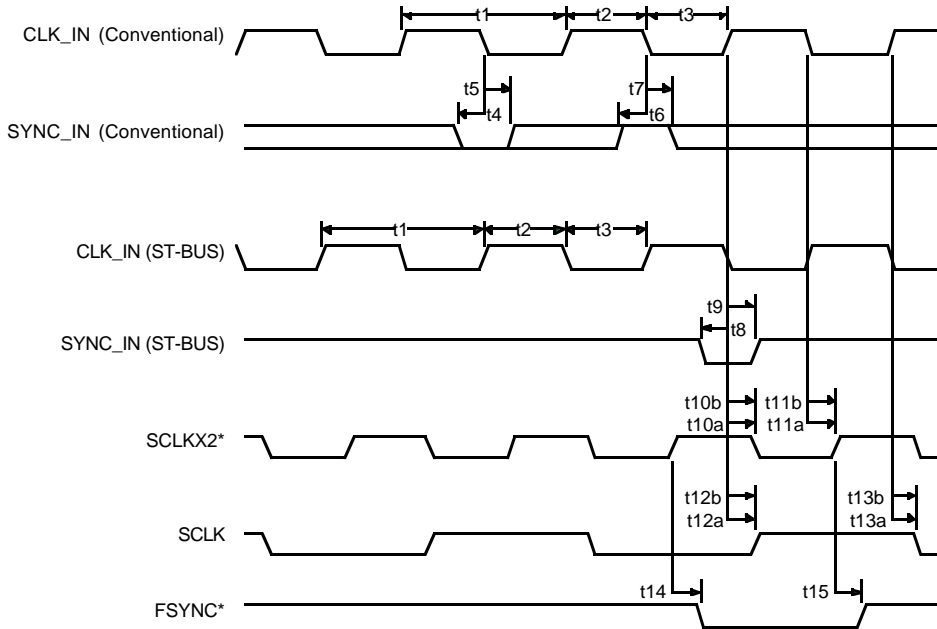 t1 t2 t3
CLK_IN (Conventional)
t5 t7
t4 t6
SYNC_IN (Conventional)
t1 t2 t3
CLK_IN (ST-BUS)
t9
t8
SYNC_IN (ST-BUS)
t10b t11b
t10a t11a
SCLKX2*
t12b t13b
t12a t13a
SCLK
t14 t15
FSYNC*